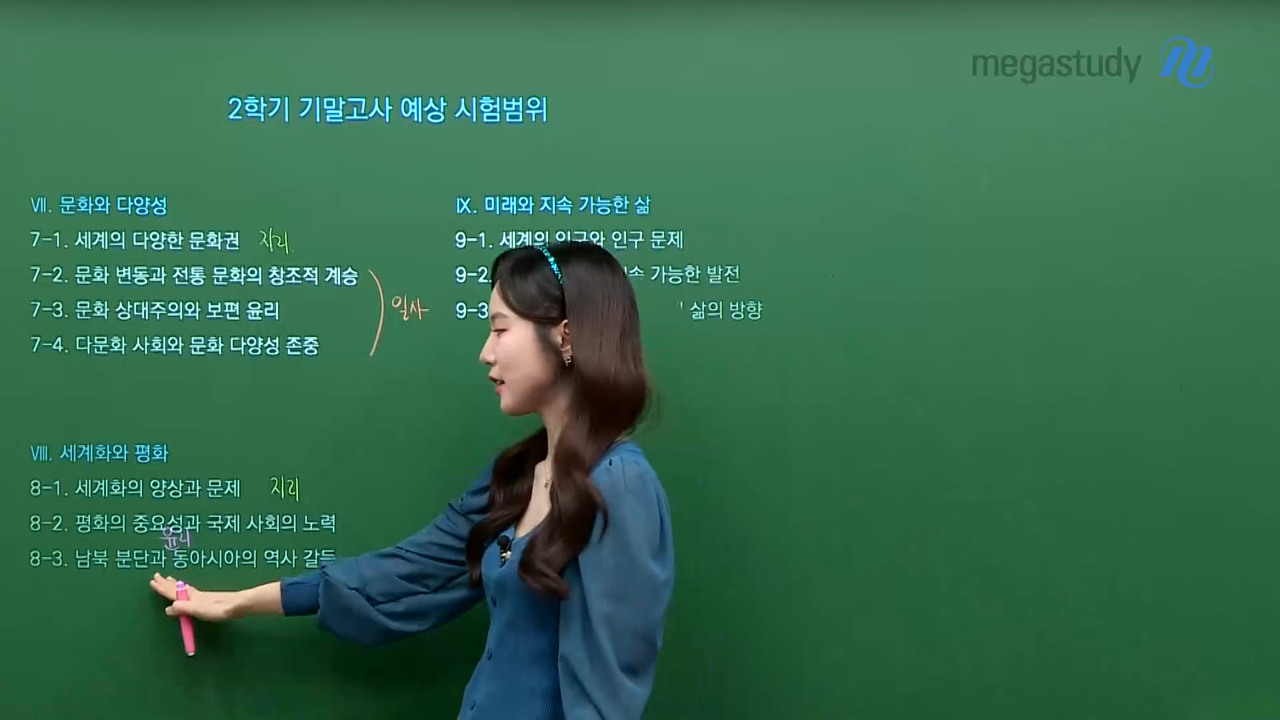 megastudy
2학기 기말고사 예상 시험범위
Ⅶ. 문화와 다양성
7-1. 세계의 다양한 문화권 지리
7-2. 문화 변동과 전통 문화의 창조적 계승
7-3. 문화 상대주의와 보편 윤리
7-4. 다문화 사회와 문화 다양성 존중
일사
Ⅷ. 세계화와 평화
8-1. 세계화의 양상과 문제 지리
8-2. 평화의 중요성과 국제 사회의 노력
윤리
8-3. 남북 분단과 동아시아의 역사 갈등
Ⅸ. 미래와 지속 가능한 삶
9-1. 세계의 인구와 인구 문제
9-2. 가능한 발전
9-3 삶의 방향